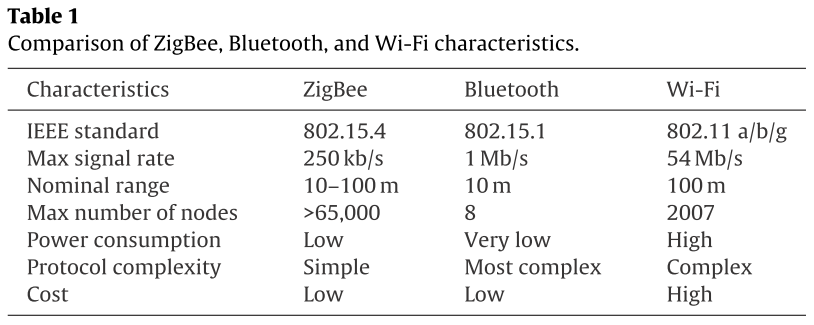 Table 1
Comparison of ZigBee, Bluetooth, and Wi-Fi characteristics.
Characteristics ZigBee Bluetooth Wi-Fi
IEEE standard 802.15.4 802.15.1 802.11 a/b/g
Max signal rate 250 kb/s 1 Mb/s 54 Mb/s
Nominal range 10–100 m 10 m 100 m
Max number of nodes >65,000 8 2007
Power consumption Low Very low High
Protocol complexity Simple Most complex Complex
Cost Low Low High